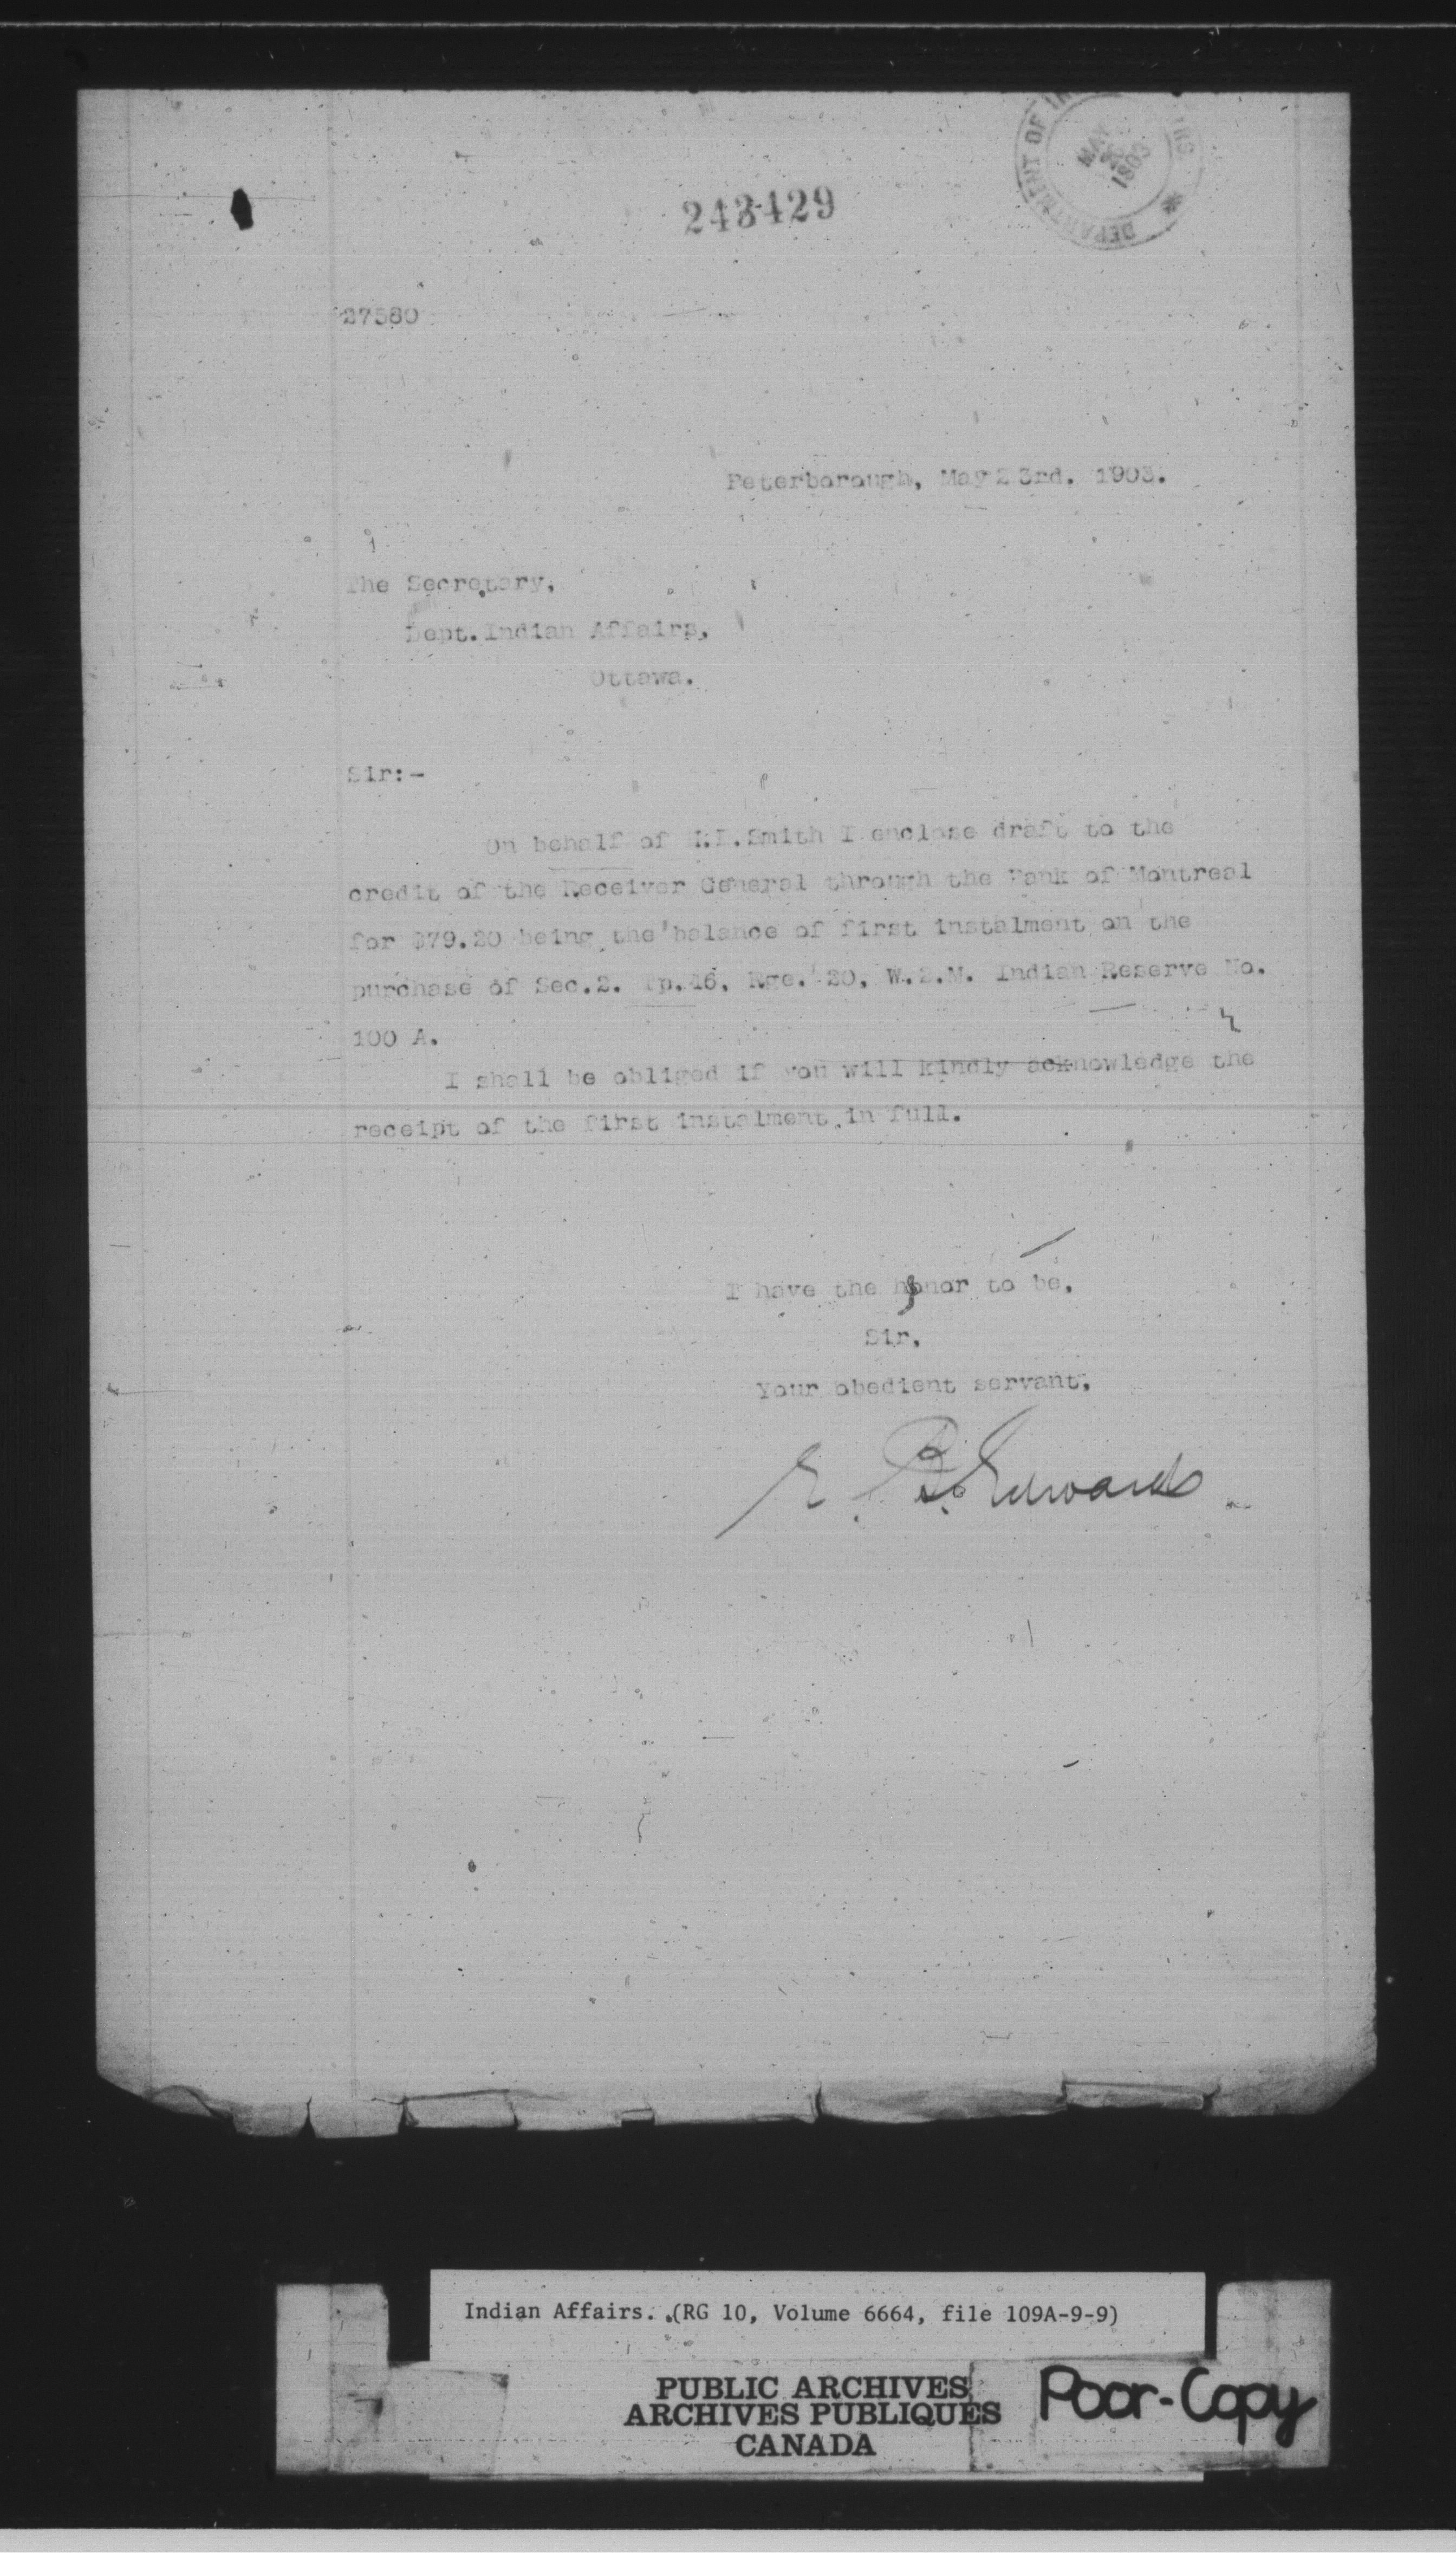 DEPARTMENT OF
MAY
1903
27580
Peterborough, May 23rd. 1903.
The Secretary,
Dept. Indian Affairs,
Ottawa.
Sir:-
On behalf of Smith I enclose draft to the
credit of the Receiver General through the Bank of Montreal
for $79.20 being the balance of first instalment on the
purchase of Sec.2. Tp.46, Rge. 20, W.2.M. Indian Reserve No.
100 A.
I shall be obliged if you will kindly acknowledge the
receipt of the first instalment in full.
I have the honor to be,
Sir,
Your obedient servant,
E. B. Edwards
Indian Affairs. (RG 10, Volume 6664, file 109A-9-9)
PUBLIC ARCHIVES
ARCHIVES PUBLIQUES
CANADA
Poor-Copy